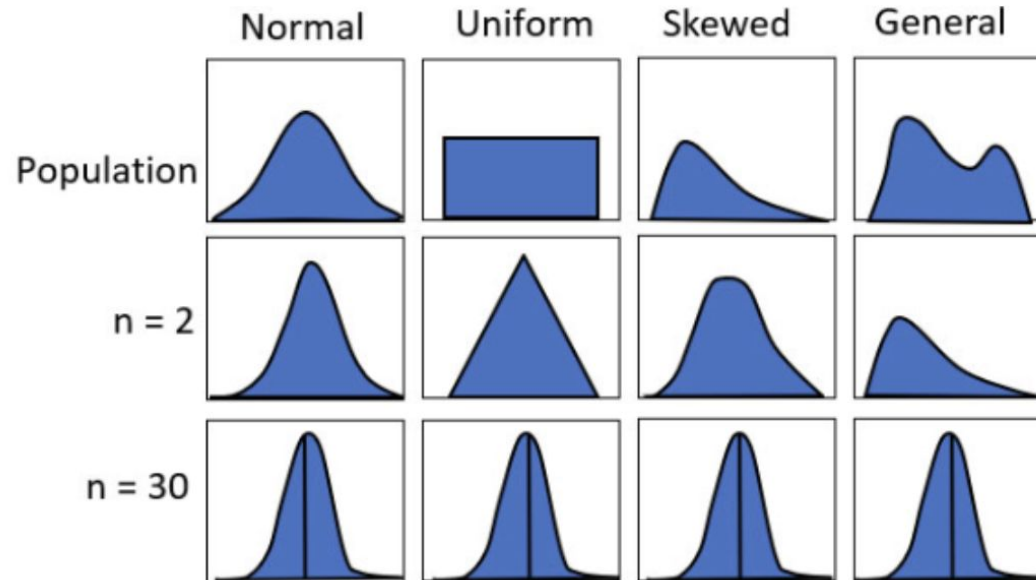 Normal Uniform Skewed General
Population
n = 2
n = 30